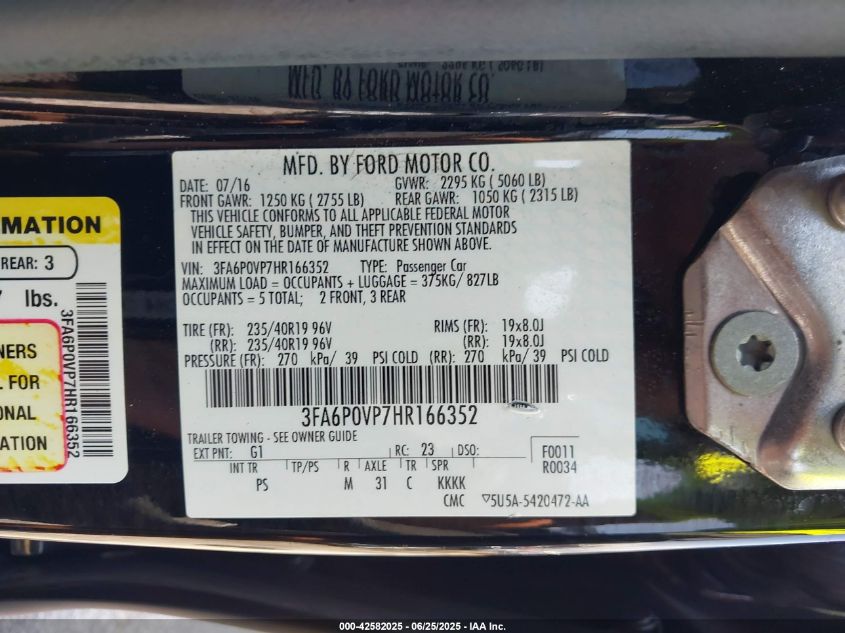 MFD. BY FORD MOTOR CO.
DATE: 07/16 GVWR: 2295 KG ( 5060 LB)
FRONT GAWR: 1250 KG ( 2755 LB) REAR GAWR: 1050 KG ( 2315 LB)
THIS VEHICLE CONFORMS TO ALL APPLICABLE FEDERAL MOTOR
VEHICLE SAFETY, BUMPER, AND THEFT PREVENTION STANDARDS
IN EFFECT ON THE DATE OF MANUFACTURE SHOWN ABOVE.
VIN: 3FA6P0VP7HR166352 TYPE: Passenger Car
MAXIMUM LOAD = OCCUPANTS + LUGGAGE = 375KG/ 827LB
OCCUPANTS = 5 TOTAL; 2 FRONT, 3 REAR
TIRE (FR): 235/40R19 96V RIMS (FR): 19x8.0J
(RR): 235/40R19 96V (RR): 19x8.0J
PRESSURE (FR): 270 kPa/ 39 PSI COLD (RR): 270 kPa/ 39 PSI COLD
3FA6P0VP7HR166352
TRAILER TOWING - SEE OWNER GUIDE
EXT PNT: G1 RC: 23 DSO: F0011
R0034
INT TR TP/PS R AXLE TR SPR
PS M 31 C KKKK
CMC ▽5U5A-5420472-AA
MATION
REAR: 3
7 lbs.
NERS
L FOR
ONAL
ATION
3FA6P0VP7HR166352
000-42582025 - 06/25/2025 - IAA Inc.